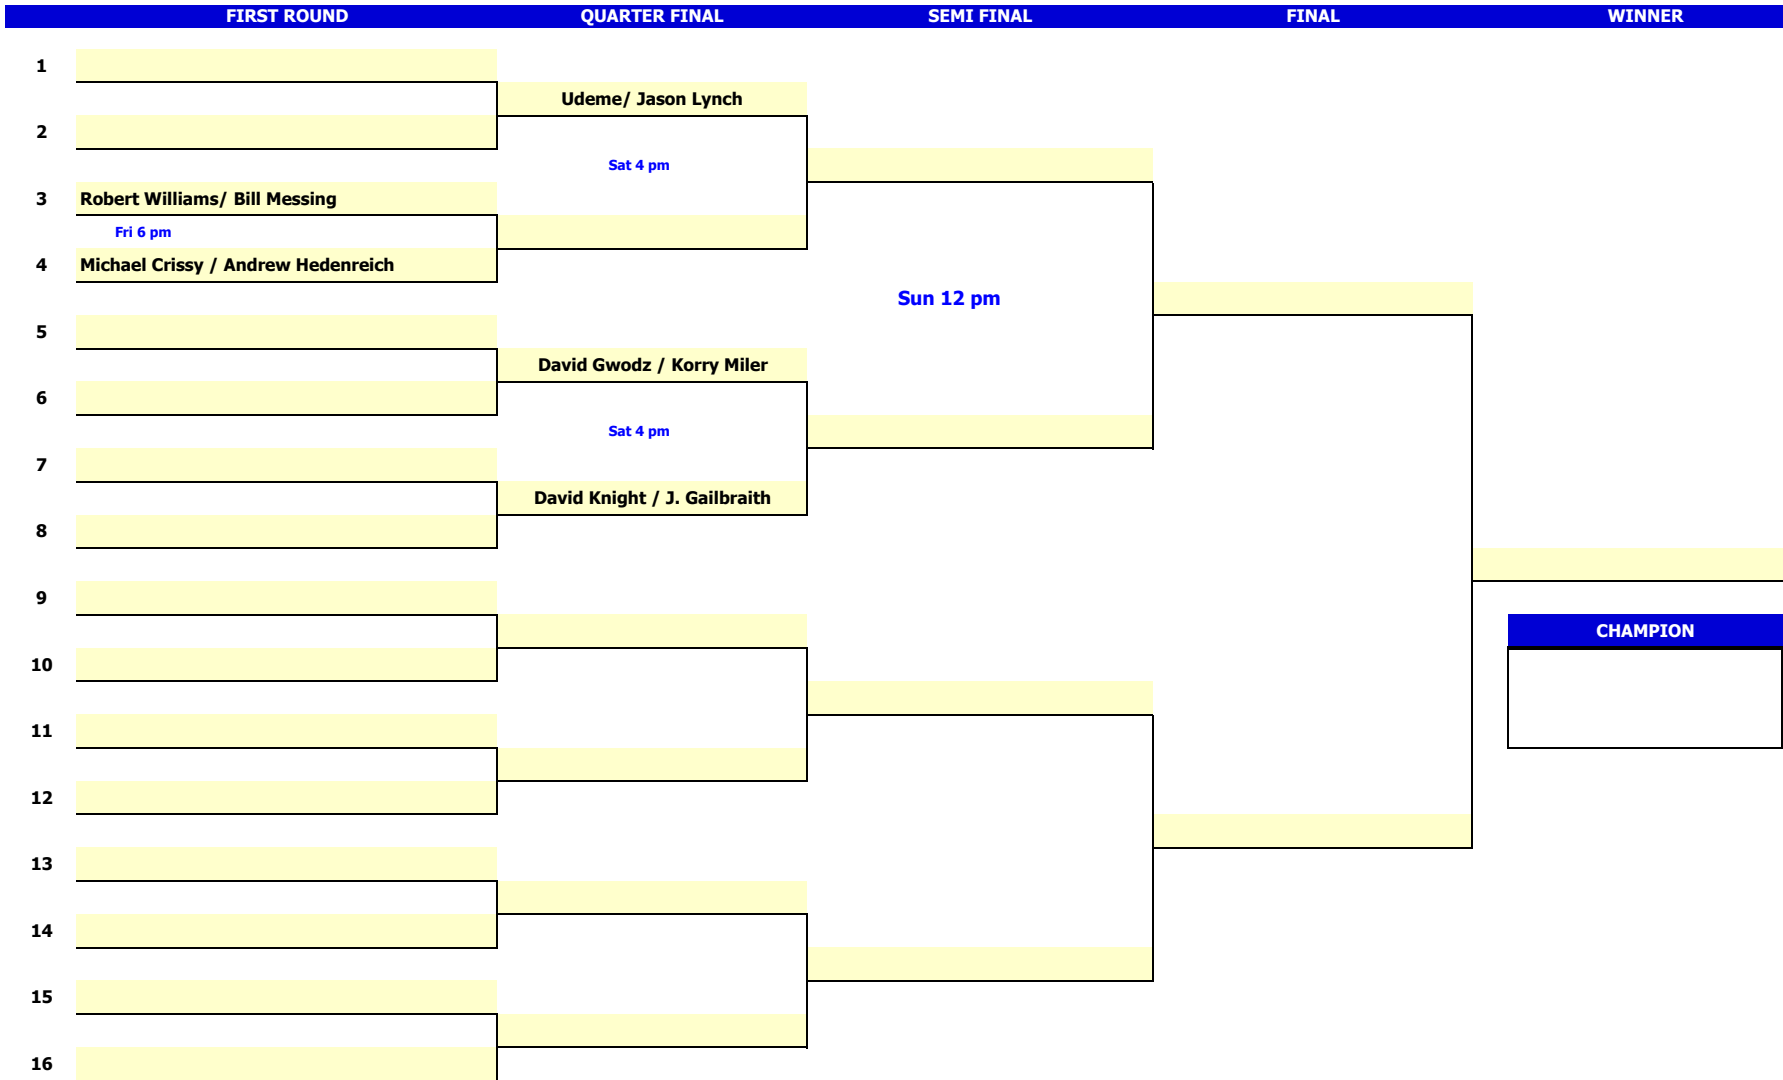 FIRST ROUND QUARTER FINAL SEMI FINAL FINAL WINNER
1
Udeme/ Jason Lynch
2
Sat 4 pm
3 Robert Williams/ Bill Messing
Fri 6 pm
4 Michael Crissy / Andrew Hedenreich
Sun 12 pm
5
David Gwodz / Korry Miler
6
Sat 4 pm
7
David Knight / J. Gailbraith
8
9
CHAMPION
10
11
12
13
14
15
16